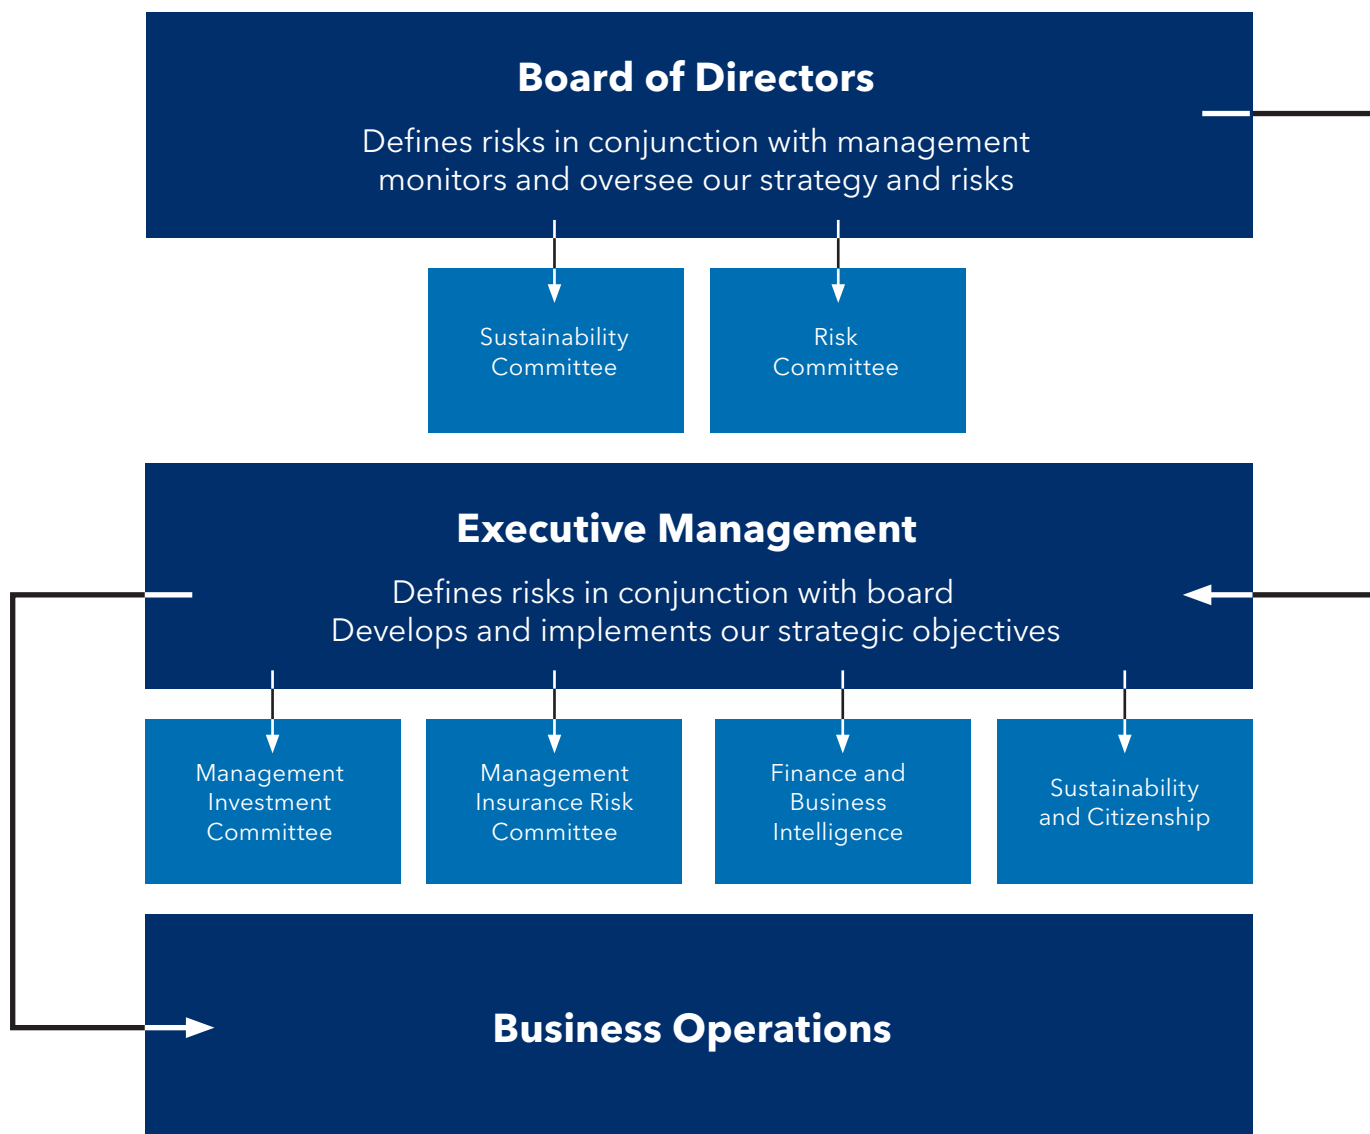 Board of Directors
Defines risks in conjunction with management
monitors and oversee our strategy and risks
Sustainability
Committee
Risk
Committee
Executive Management
Defines risks in conjunction with board
Develops and implements our strategic objectives
Management
Investment
Committee
Management
Insurance Risk
Committee
Finance and
Business
Intelligence
Sustainability
and Citizenship
Business Operations